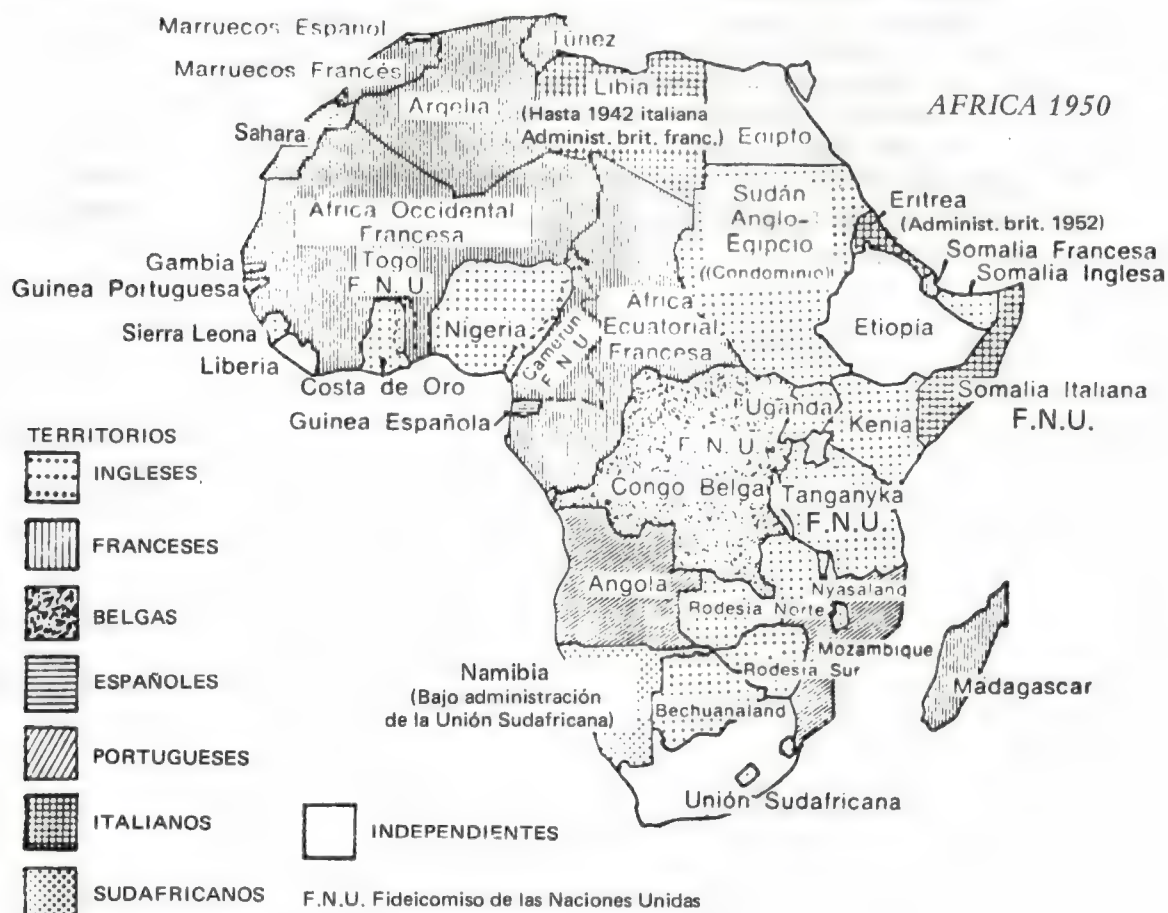 AFRICA 1950
Marruecos Español
Túnez
Marruecos Francés
Argelia
Libia
(Hasta 1942 italiana
Administ. brit. franc.)
Egipto
Sahara
Africa Occidental
Francesa
Sudán
Anglo-
Egipcio
((Condominio))
Eritrea
(Administ. brit. 1952)
Somalia Francesa
Somalia Inglesa
Gambia
Guinea Portuguesa
Togo
F. N. U.
Nigeria
Camerun
F. N. U.
Africa
Ecuatorial
Francesa
Etiopía
Sierra Leona
Liberia
Costa de Oro
Guinea Española
Somalia Italiana
F.N.U.
Uganda
Kenia
F. N. U.
Congo Belga
Tanganyka
F.N.U.
Angola
Nyasaland
Rodesia Norte
Mozambique
Rodesia Sur
Namibia
(Bajo administración
de la Unión Sudafricana)
Bechuanaland
Madagascar
Unión Sudafricana
TERRITORIOS
INGLESES
FRANCESES
BELGAS
ESPAÑOLES
PORTUGUESES
ITALIANOS
SUDAFRICANOS
INDEPENDIENTES
F.N.U. Fideicomiso de las Naciones Unidas